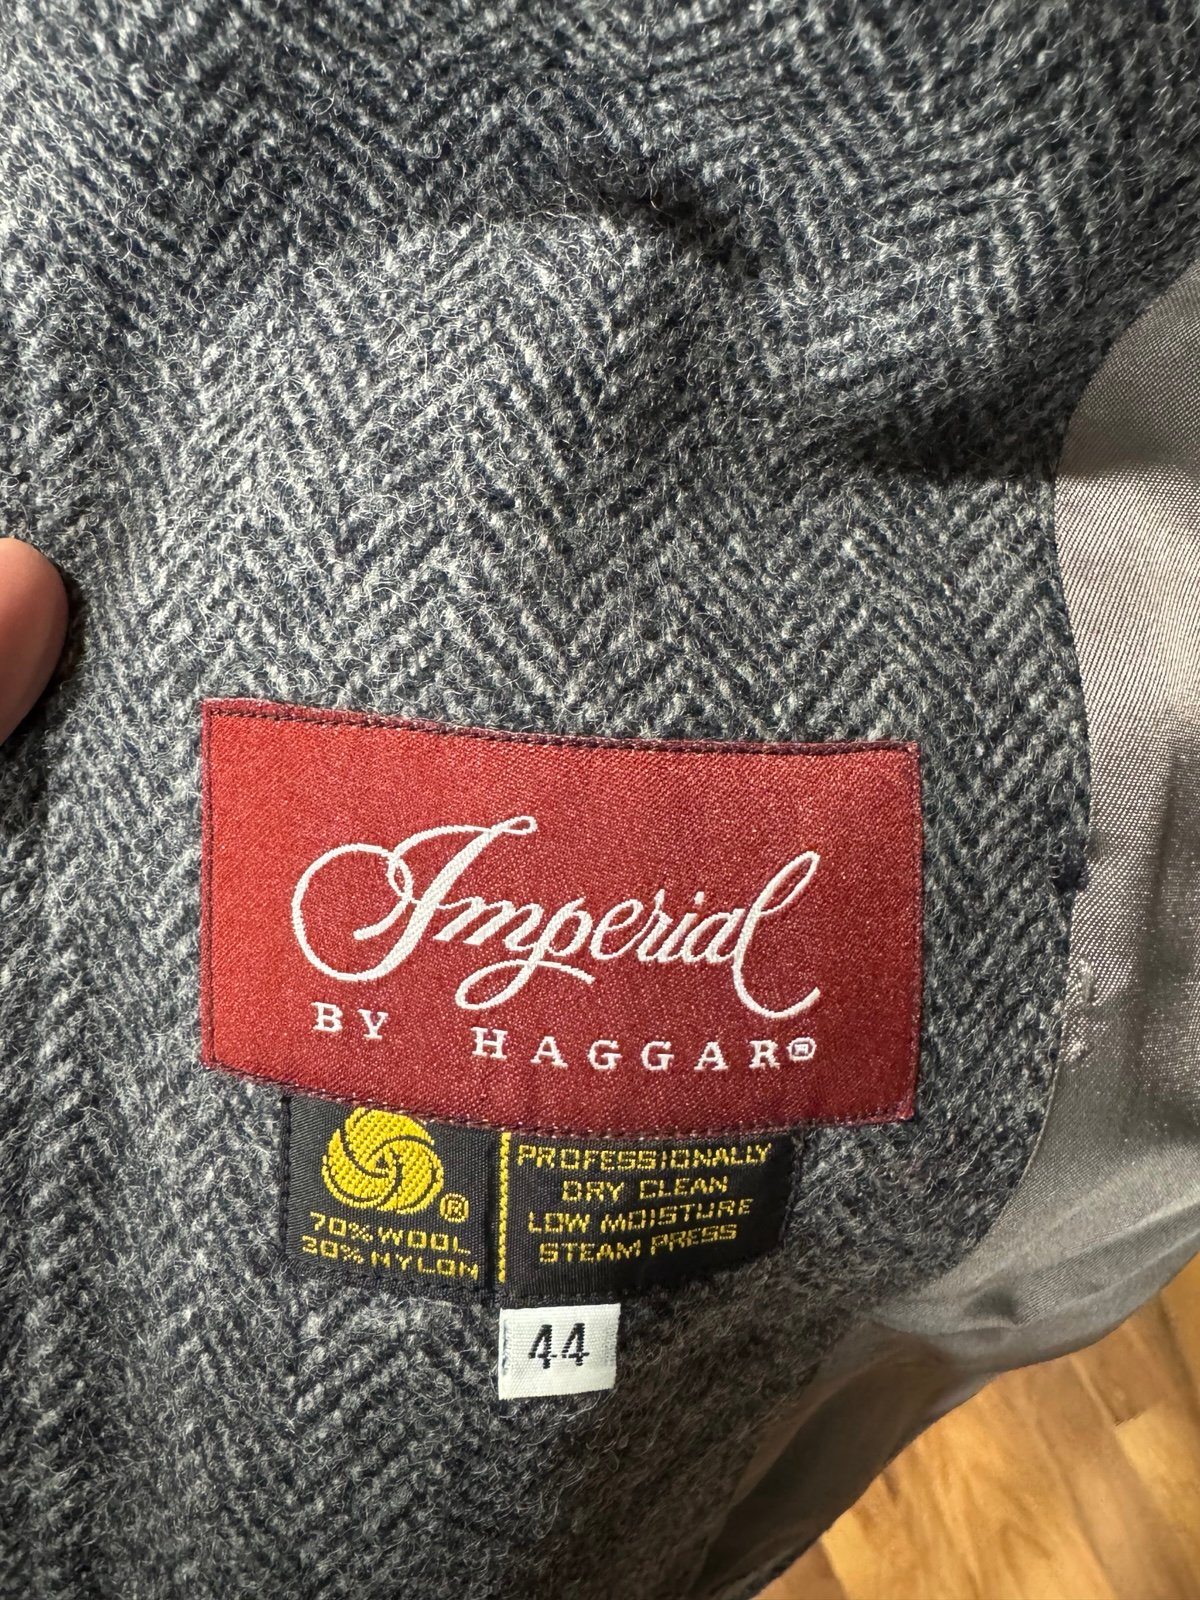 Imperial
BY HAGGAR®
®
70% WOOL
30% NYLON
PROFESSIONALLY
DRY CLEAN
LOW MOISTURE
STEAM PRESS
44